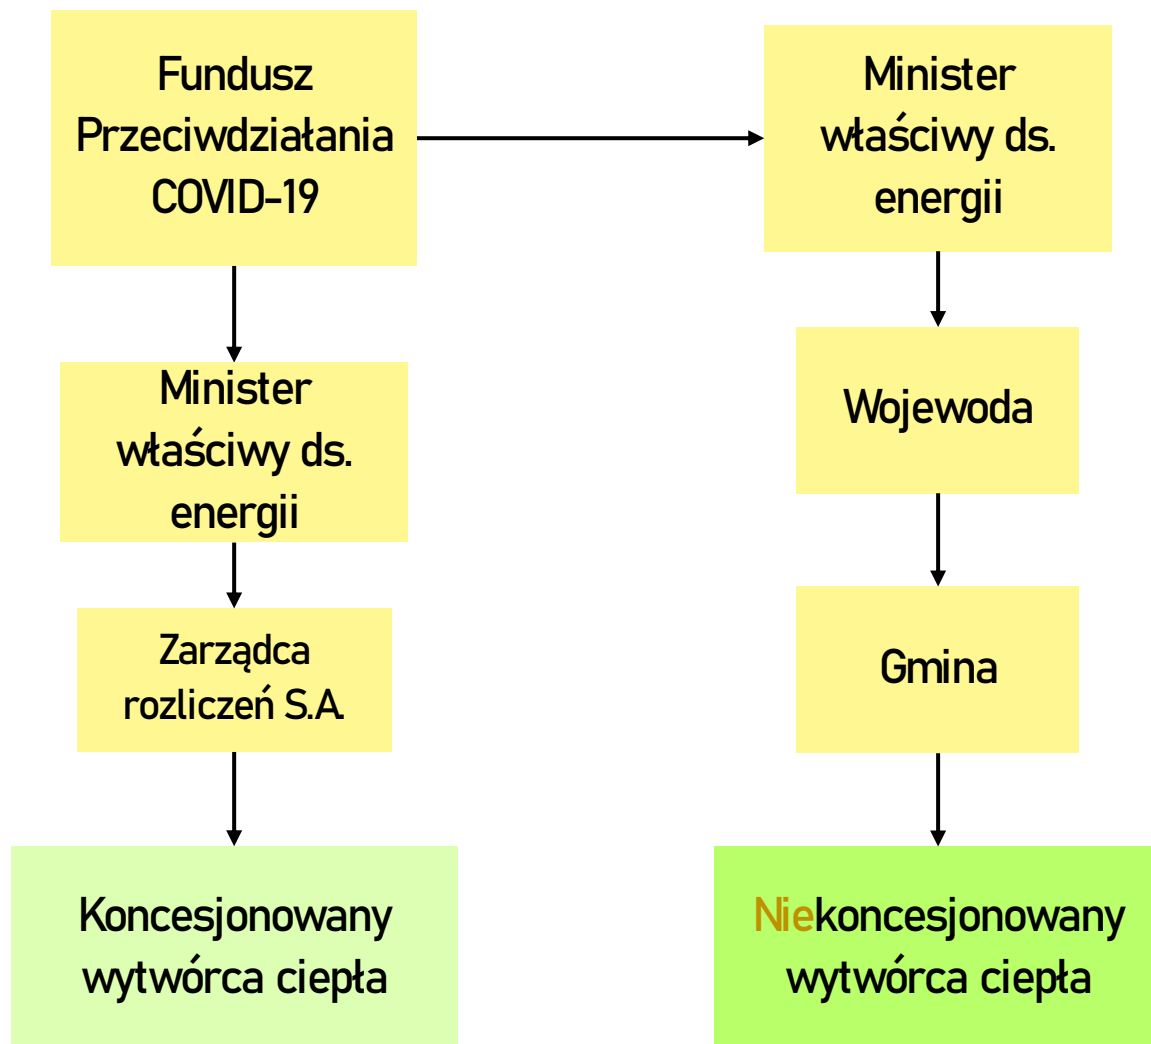 Fundusz
Przeciwdziałania
COVID-19
Minister
właściwy ds.
energii
Minister
właściwy ds.
energii
Wojewoda
Zarządca
rozliczeń S.A.
Gmina
Koncesjonowany
wytwórca ciepła
Niekoncesjonowany
wytwórca ciepła